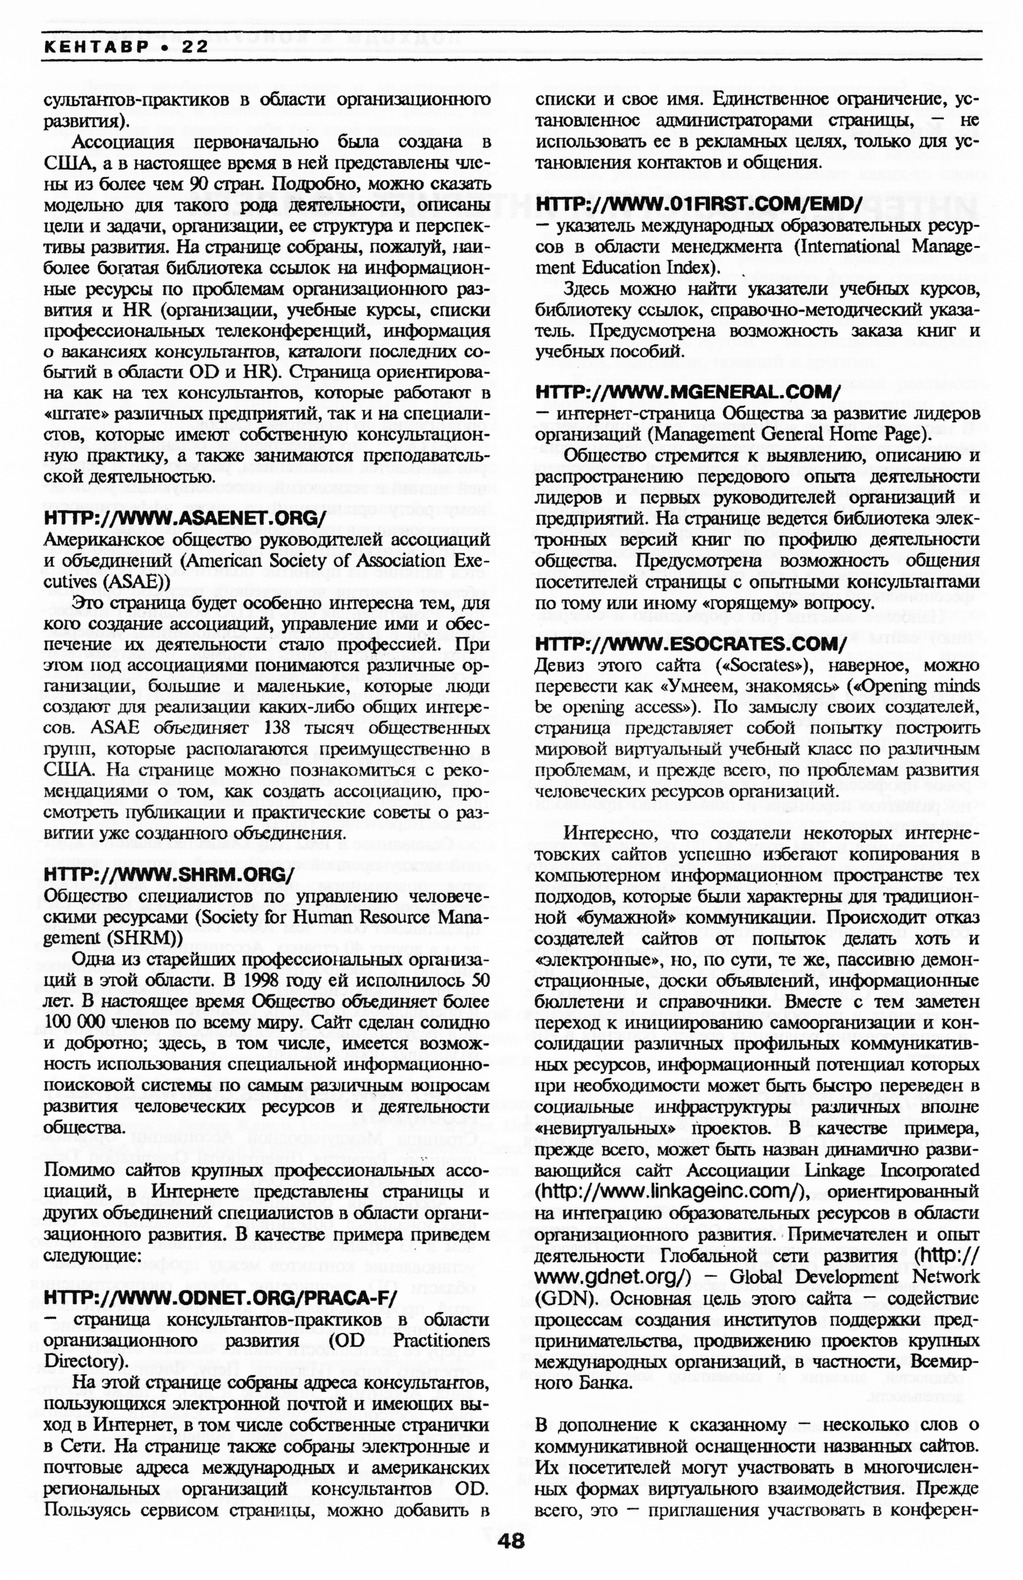 КЕНТАВР • 22
сультантов-практиков в области организационного
развития).
Ассоциация первоначально была создана в
США, а в настоящее время в ней представлены чле-
ны из более чем 90 стран. Подробно, можно сказать
модельно для такого рода деятельности, описаны
цели и задачи, организации, ее структура и перспек-
тивы развития. На странице собраны, пожалуй, наи-
более богатая библиотека ссылок на информацион-
ные ресурсы по проблемам организационного раз-
вития и HR (организации, учебные курсы, списки
профессиональных телеконференций, информация
о вакансиях консультантов, каталоги последних со-
бытий в области OD и HR). Страница ориентирова-
на как на тех консультантов, которые работают в
«штате» различных предприятий, так и на специали-
стов, которые имеют собственную консультацион-
ную практику, а также занимаются преподаватель-
ской деятельностью.
HTTP://WWW.ASAENET.ORG/
Американское общество руководителей ассоциаций
и объединений (American Society of Association Exe-
cutives (ASAE))
Это страница будет особенно интересна тем, для
кого создание ассоциаций, управление ими и обес-
печение их деятельности стало профессией. При
этом под ассоциациями понимаются различные ор-
ганизации, большие и маленькие, которые люди
создают для реализации каких-либо общих интере-
сов. ASAE объединяет 138 тысяч общественных
групп, которые располагаются преимущественно в
США. На странице можно познакомиться с реко-
мендациями о том, как создать ассоциацию, про-
смотреть публикации и практические советы о раз-
витии уже созданного объединения.
HTTP://WWW.SHRM.ORG/
Общество специалистов по управлению человече-
скими ресурсами (Society for Human Resource Mana-
gement (SHRM))
Одна из старейших профессиональных организа-
ций в этой области. В 1998 году ей исполнилось 50
лет. В настоящее время Общество объединяет более
100 000 членов по всему миру. Сайт сделан солидно
и добротно; здесь, в том числе, имеется возмож-
ность использования специальной информационно-
поисковой системы по самым различным вопросам
развития человеческих ресурсов и деятельности
общества.
Помимо сайтов крупных профессиональных ассо-
циаций, в Интернете представлены страницы и
других объединений специалистов в области органи-
зационного развития. В качестве примера приведем
следующие:
HTTP://WWW.ODNET.ORG/PRACA-F/
— страница консультантов-практиков в области
организационного развития (OD Practitioners
Directory).
На этой странице собраны адреса консультантов,
пользующихся электронной почтой и имеющих вы-
ход в Интернет, в том числе собственные странички
в Сети. На странице также собраны электронные и
почтовые адреса международных и американских
региональных организаций консультантов OD.
Пользуясь сервисом страницы, можно добавить в
списки и свое имя. Единственное ограничение, ус-
тановленное администраторами страницы, — не
использовать ее в рекламных целях, только для ус-
тановления контактов и общения.
HTTP://WWW.01FIRST.COM/EMD/
— указатель международных образовательных ресур-
сов в области менеджмента (International Manage-
ment Education Index).
Здесь можно найти указатели учебных курсов,
библиотеку ссылок, справочно-методический указа-
тель. Предусмотрена возможность заказа книг и
учебных пособий.
HTTP://WWW.MGENERAL.COM/
— интернет-страница Общества за развитие лидеров
организаций (Management General Home Page).
Общество стремится к выявлению, описанию и
распространению передового опыта деятельности
лидеров и первых руководителей организаций и
предприятий. На странице ведется библиотека элек-
тронных версий книг по профилю деятельности
общества. Предусмотрена возможность общения
посетителей страницы с опытными консультантами
по тому или иному «горящему» вопросу.
HTTP://WWW.ESOCRATES.COM/
Девиз этого сайта («Socrates»), наверное, можно
перевести как «Умнеем, знакомясь» («Opening minds
be opening access»). По замыслу своих создателей,
страница представляет собой попытку построить
мировой виртуальный учебный класс по различным
проблемам, и прежде всего, по проблемам развития
человеческих ресурсов организаций.
Интересно, что создатели некоторых интерне-
товских сайтов успешно избегают копирования в
компьютерном информационном пространстве тех
подходов, которые были характерны для традицион-
ной «бумажной» коммуникации. Происходит отказ
создателей сайтов от попыток делать хоть и
«электронные», но, по сути, те же, пассивно демон-
страционные, доски объявлений, информационные
бюллетени и справочники. Вместе с тем заметен
переход к инициированию самоорганизации и кон-
солидации различных профильных коммуникатив-
ных ресурсов, информационный потенциал которых
при необходимости может быть быстро переведен в
социальные инфраструктуры различных вполне
«невиртуальных» проектов. В качестве примера,
прежде всего, может быть назван динамично разви-
вающийся сайт Ассоциации Linkage Incorporated
(http://www.linkageinc.com/), ориентированный
на интеграцию образовательных ресурсов в области
организационного развития. Примечателен и опыт
деятельности Глобальной сети развития (http://
www.gdnet.org/) — Global Development Network
(GDN). Основная цель этого сайта — содействие
процессам создания институтов поддержки пред-
принимательства, продвижению проектов крупных
международных организаций, в частности, Всемир-
ного Банка.
В дополнение к сказанному — несколько слов о
коммуникативной оснащенности названных сайтов.
Их посетителей могут участвовать в многочислен-
ных формах виртуального взаимодействия. Прежде
всего, это — приглашения участвовать в конферен-
48